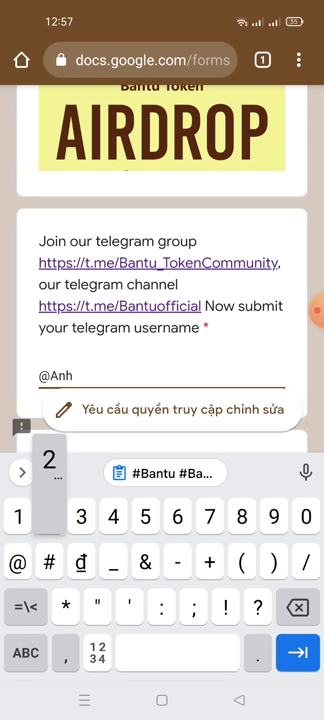 12:57
55
docs.google.com/forms
1
Bantu Token
AIRDROP
Join our telegram group
https://t.me/Bantu_TokenCommunity,
our telegram channel
https://t.me/Bantuofficial Now submit
your telegram username *
@Anh
Yêu cầu quyền truy cập chỉnh sửa
2
...
#Bantu #Ba...
1 3 4 5 6 7 8 9 0
@ # ₫ _ & - + ( ) /
=\< * " ' : ; ! ?
ABC , 12 34 .